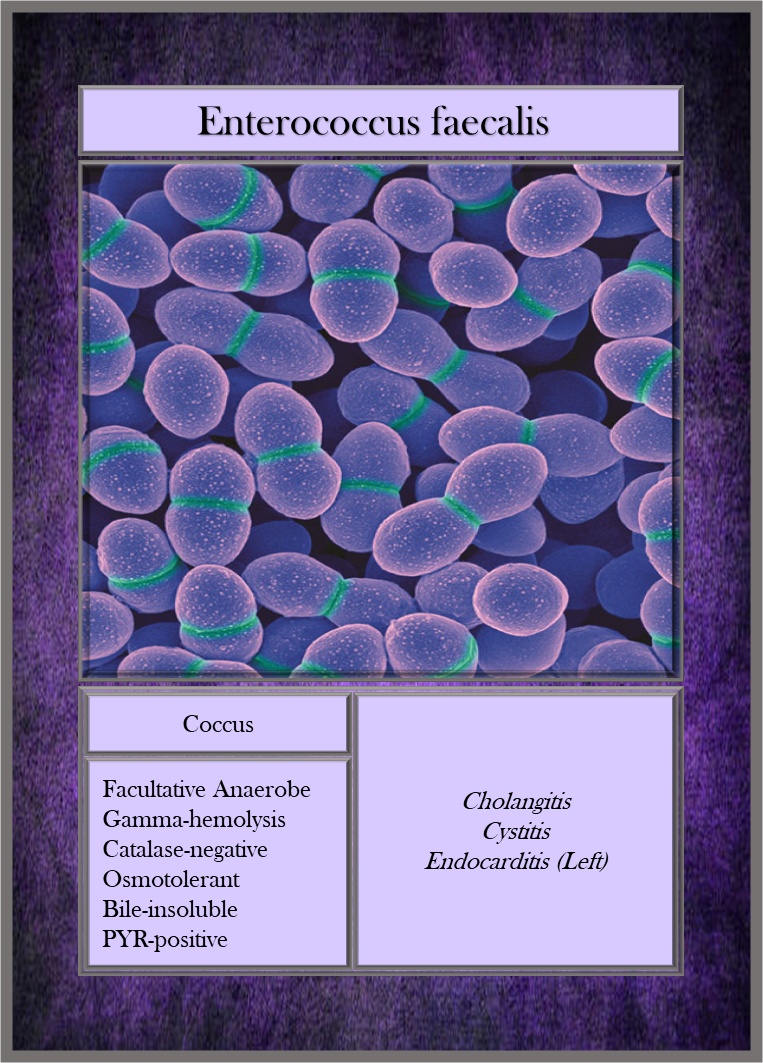 Enterococcus faecalis
Coccus
Facultative Anaerobe
Gamma-hemolysis
Catalase-negative
Osmotolerant
Bile-insoluble
PYR-positive
Cholangitis
Cystitis
Endocarditis (Left)